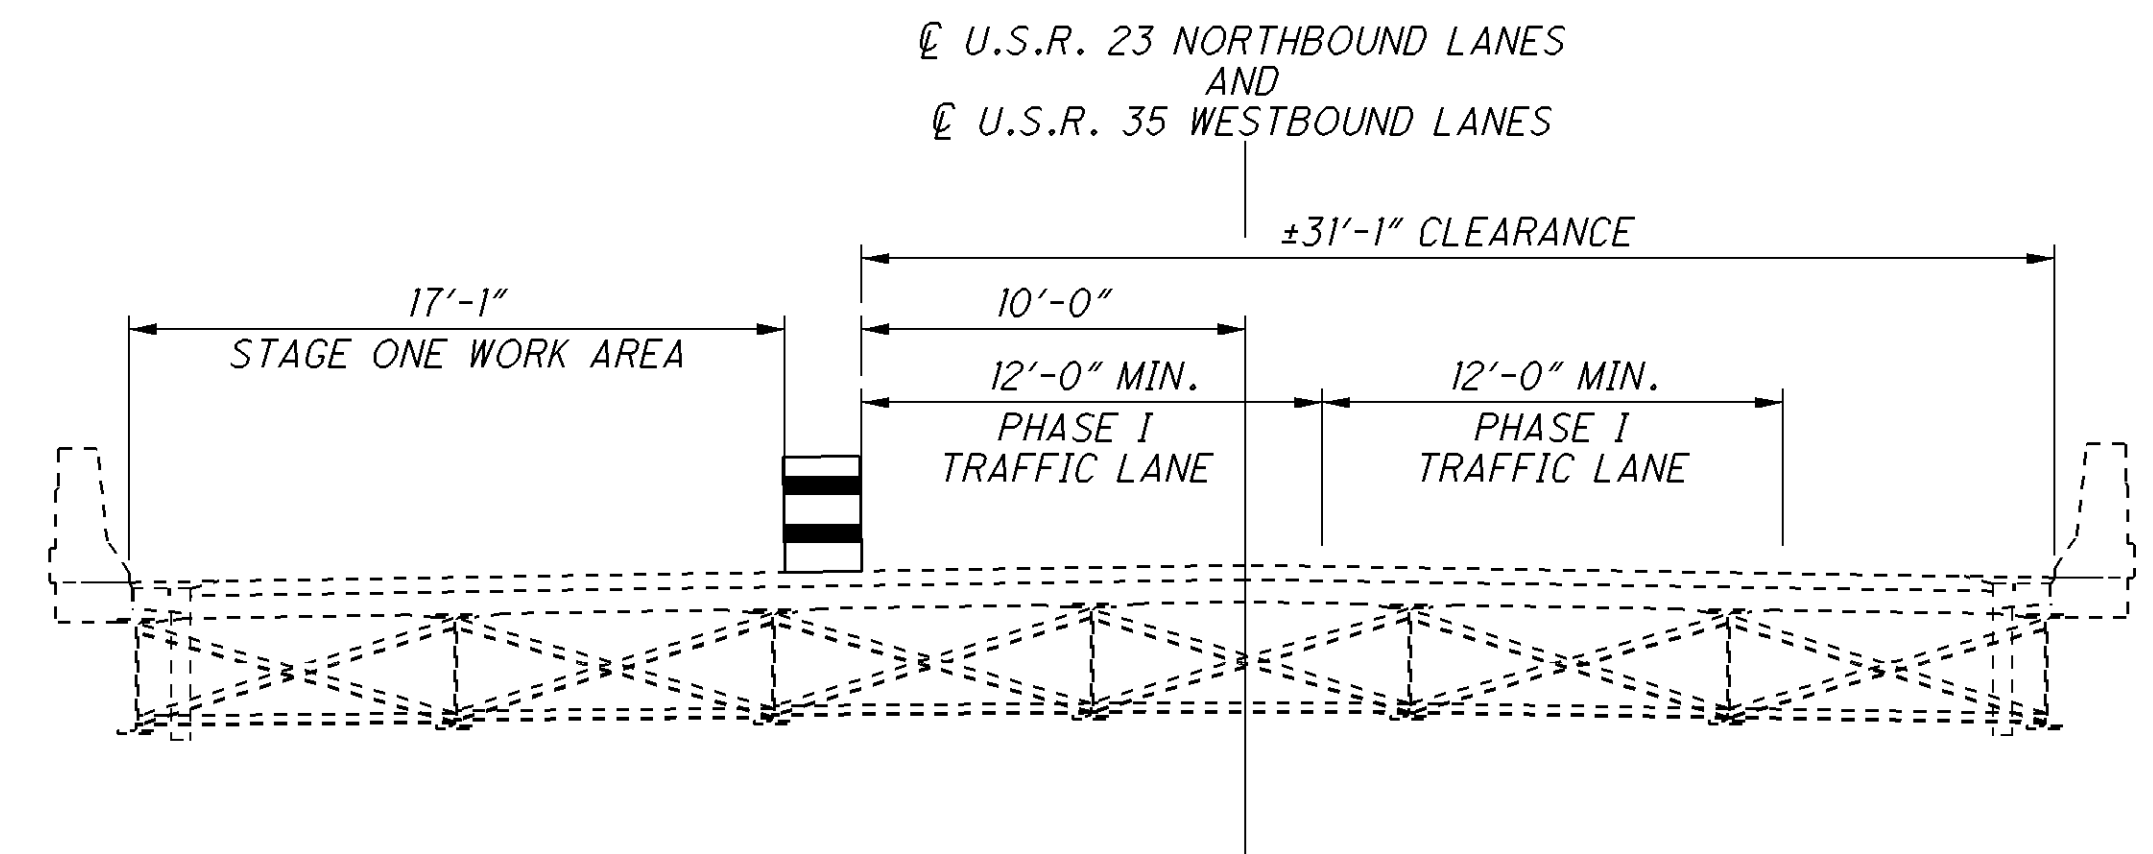 ℄ U.S.R. 23 NORTHBOUND LANES
AND
℄ U.S.R. 35 WESTBOUND LANES
±31'-1" CLEARANCE
17'-1"
STAGE ONE WORK AREA
10'-0"
12'-0" MIN.
PHASE I
TRAFFIC LANE
12'-0" MIN.
PHASE I
TRAFFIC LANE